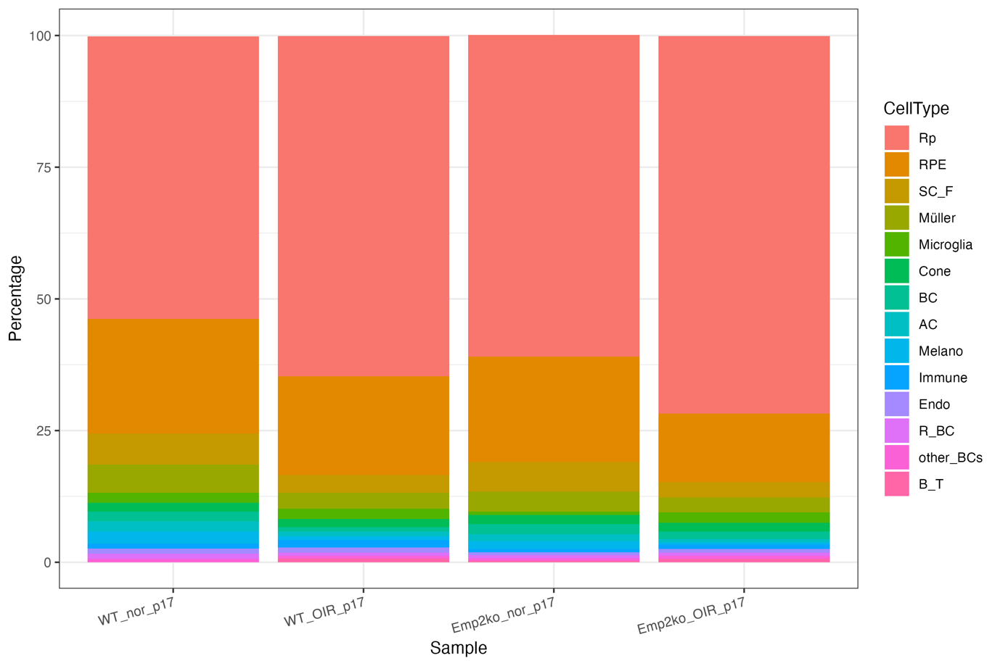 100
75
50
25
0
Percentage
WT_nor_p17
WT_OIR_p17
Emp2ko_nor_p17
Emp2ko_OIR_p17
Sample
CellType
Rp
RPE
SC_F
Müller
Microglia
Cone
BC
AC
Melano
Immune
Endo
R_BC
other_BCs
B_T